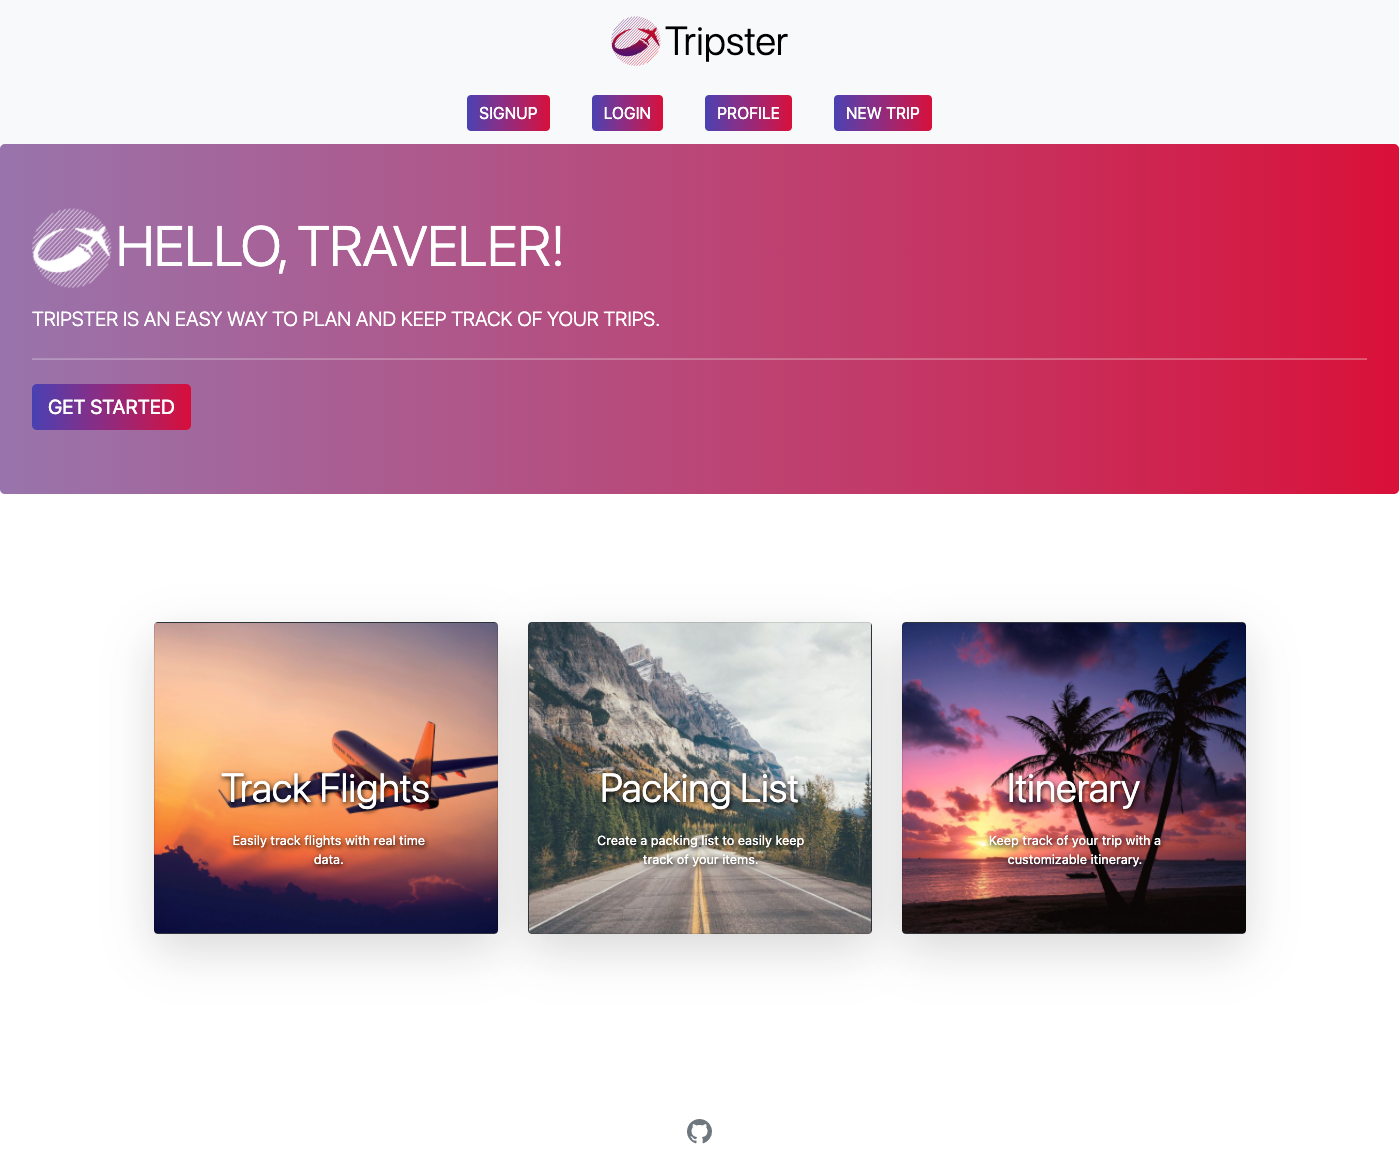 Tripster
SIGNUP
LOGIN
PROFILE
NEW TRIP
HELLO, TRAVELER!
TRIPSTER IS AN EASY WAY TO PLAN AND KEEP TRACK OF YOUR TRIPS.
GET STARTED
Track Flights
Easily track flights with real time
data.
Packing List
Create a packing list to easily keep
track of your items.
Itinerary
Keep track of your trip with a
customizable itinerary.